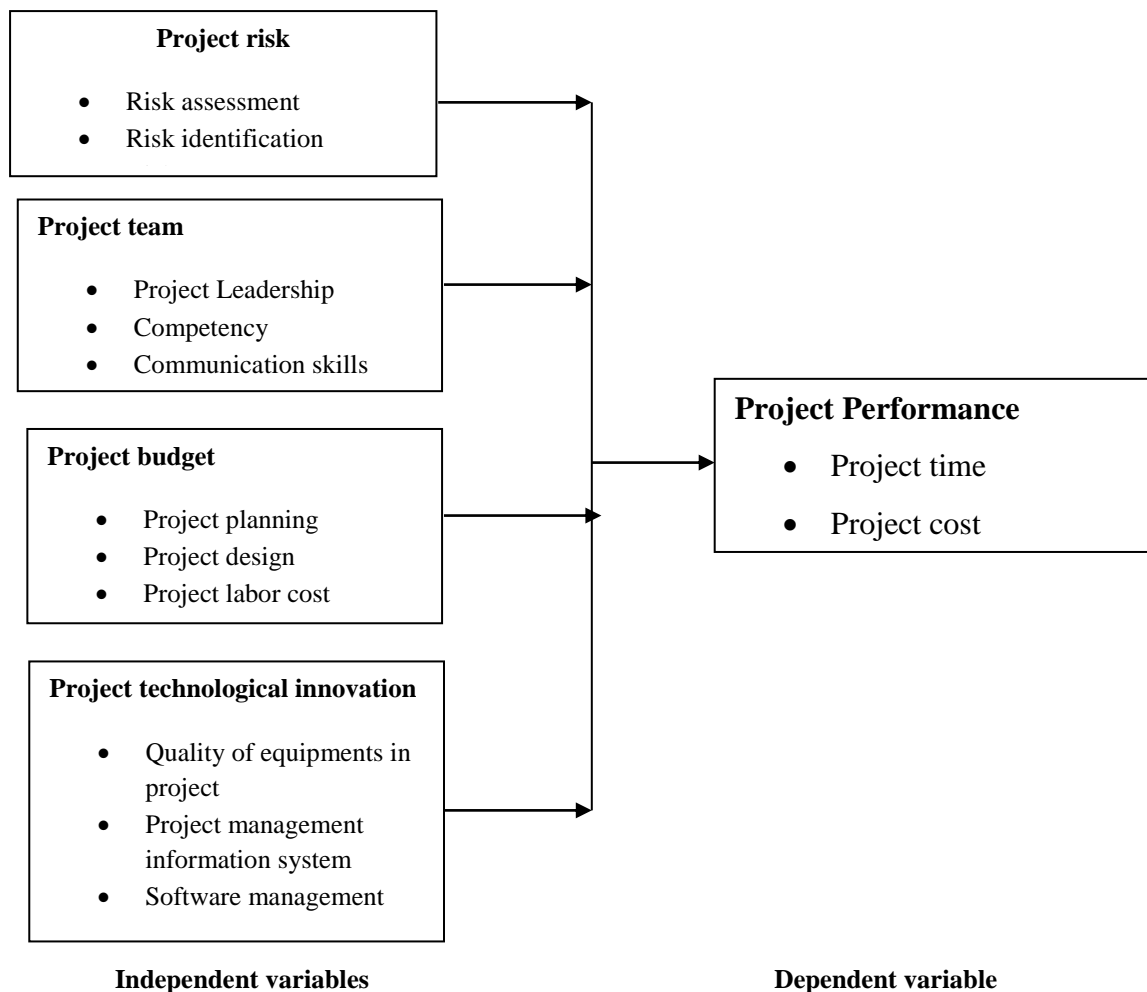 Project risk
• Risk assessment
• Risk identification
Project team
• Project Leadership
• Competency
• Communication skills
Project budget
• Project planning
• Project design
• Project labor cost
Project technological innovation
• Quality of equipments in
project
• Project management
information system
• Software management
Project Performance
• Project time
• Project cost
Independent variables
Dependent variable